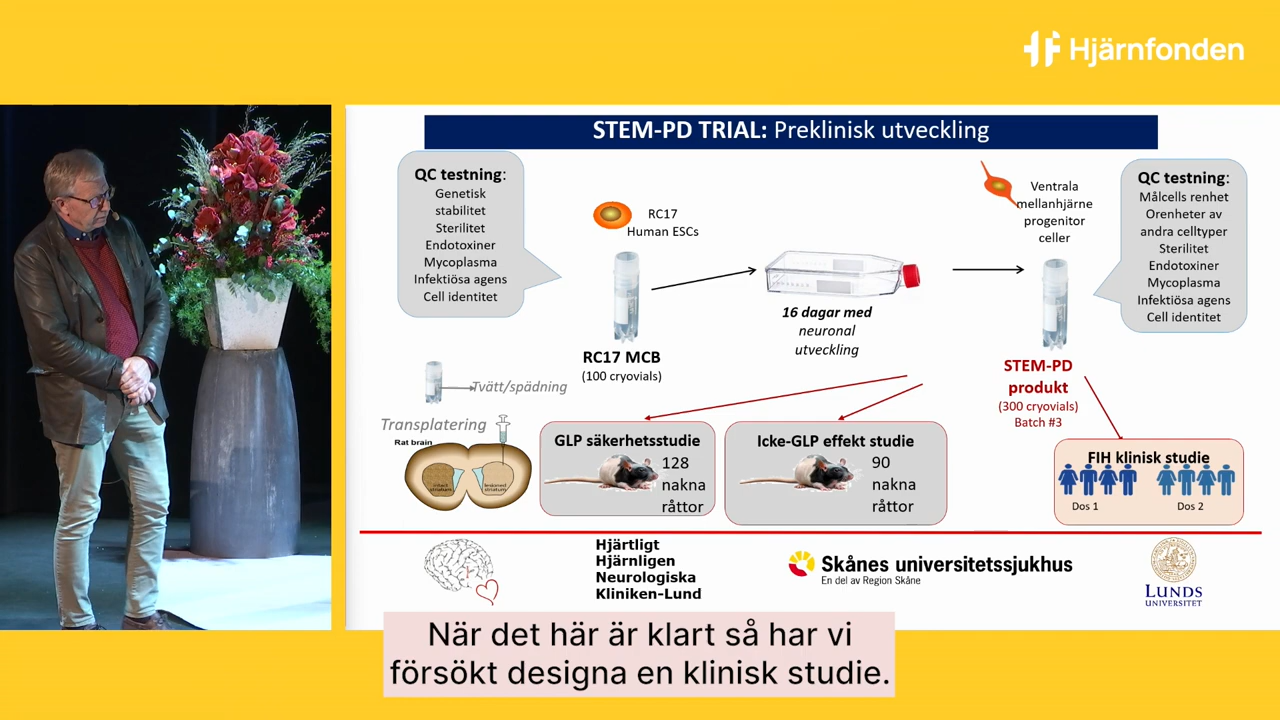 Hjärnfonden
STEM-PD TRIAL: Preklinisk utveckling
QC testning:
Genetisk
stabilitet
Sterilitet
Endotoxiner
Mycoplasma
Infektiösa agens
Cell identitet
RC17
Human ESCs
RC17 MCB
(100 cryovials)
16 dagar med
neuronal
utveckling
Ventrala
mellanhjärne
progenitor
celler
STEM-PD
produkt
(300 cryovials)
Batch #3
QC testning:
Målcells renhet
Orenheter av
andra celltyper
Sterilitet
Endotoxiner
Mycoplasma
Infektiösa agens
Cell identitet
Tvätt/spädning
Transplatering
Rat brain
GLP säkerhetsstudie
128
nakna
råttor
Icke-GLP effekt studie
90
nakna
råttor
FIH klinisk studie
Dos 1
Dos 2
Hjärtligt
Hjärnligen
Neurologiska
Kliniken-Lund
Skånes universitetssjukhus
En del av Region Skåne
LUNDS
UNIVERSITET
När det här är klart så har vi
försökt designa en klinisk studie.